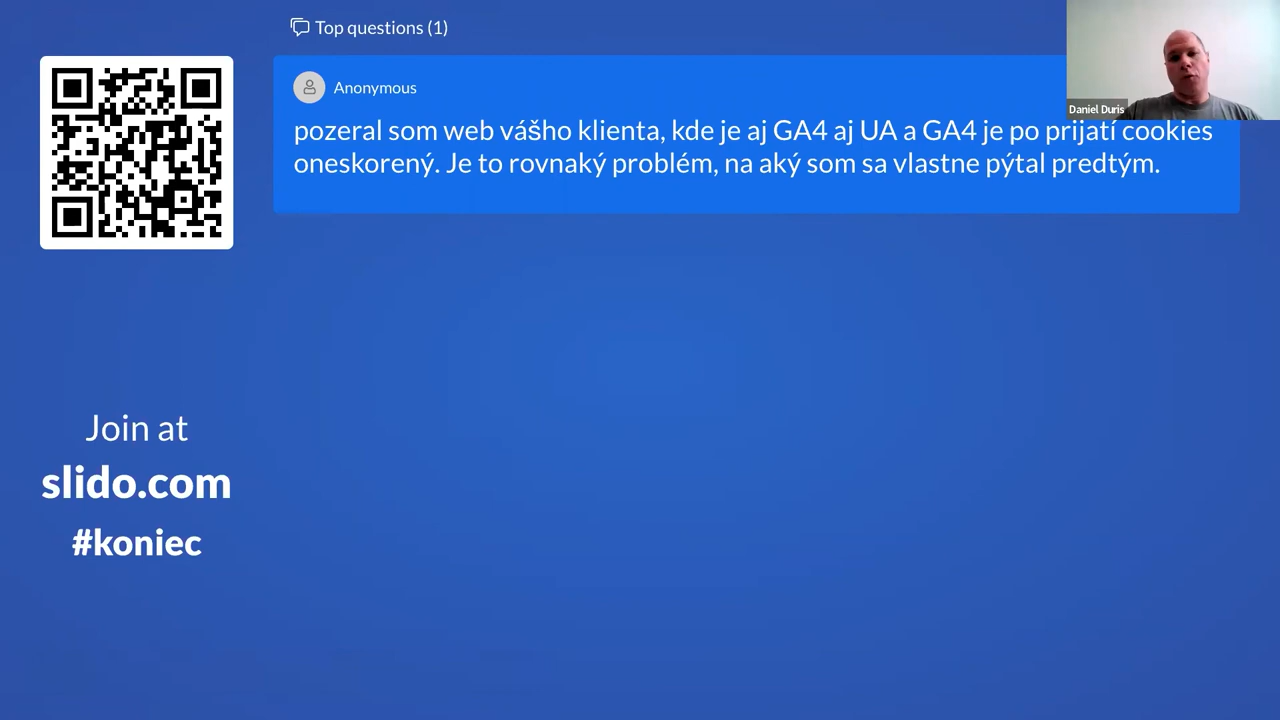 Top questions (1)
Anonymous
pozeral som web vášho klienta, kde je aj GA4 aj UA a GA4 je po prijatí cookies
oneskorený. Je to rovnaký problém, na aký som sa vlastne pýtal predtým.
Daniel Duris
Join at
slido.com
#koniec